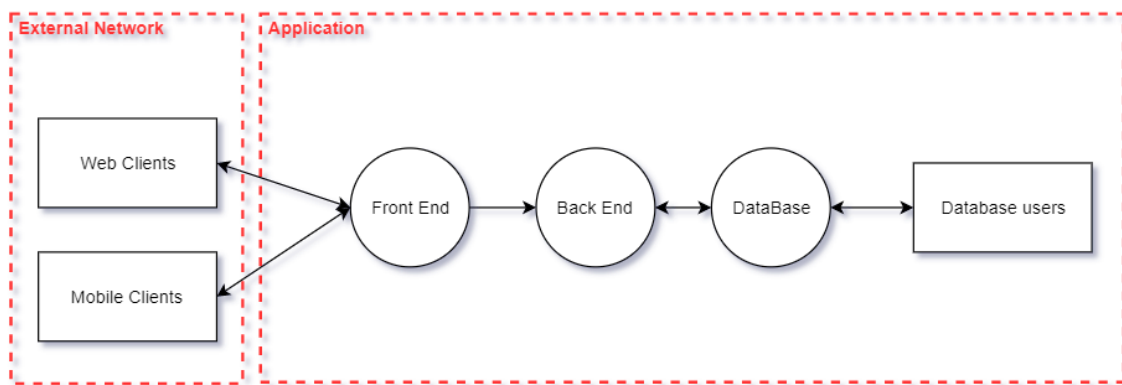 External Network
Application
Web Clients
Mobile Clients
Front End
Back End
DataBase
Database users